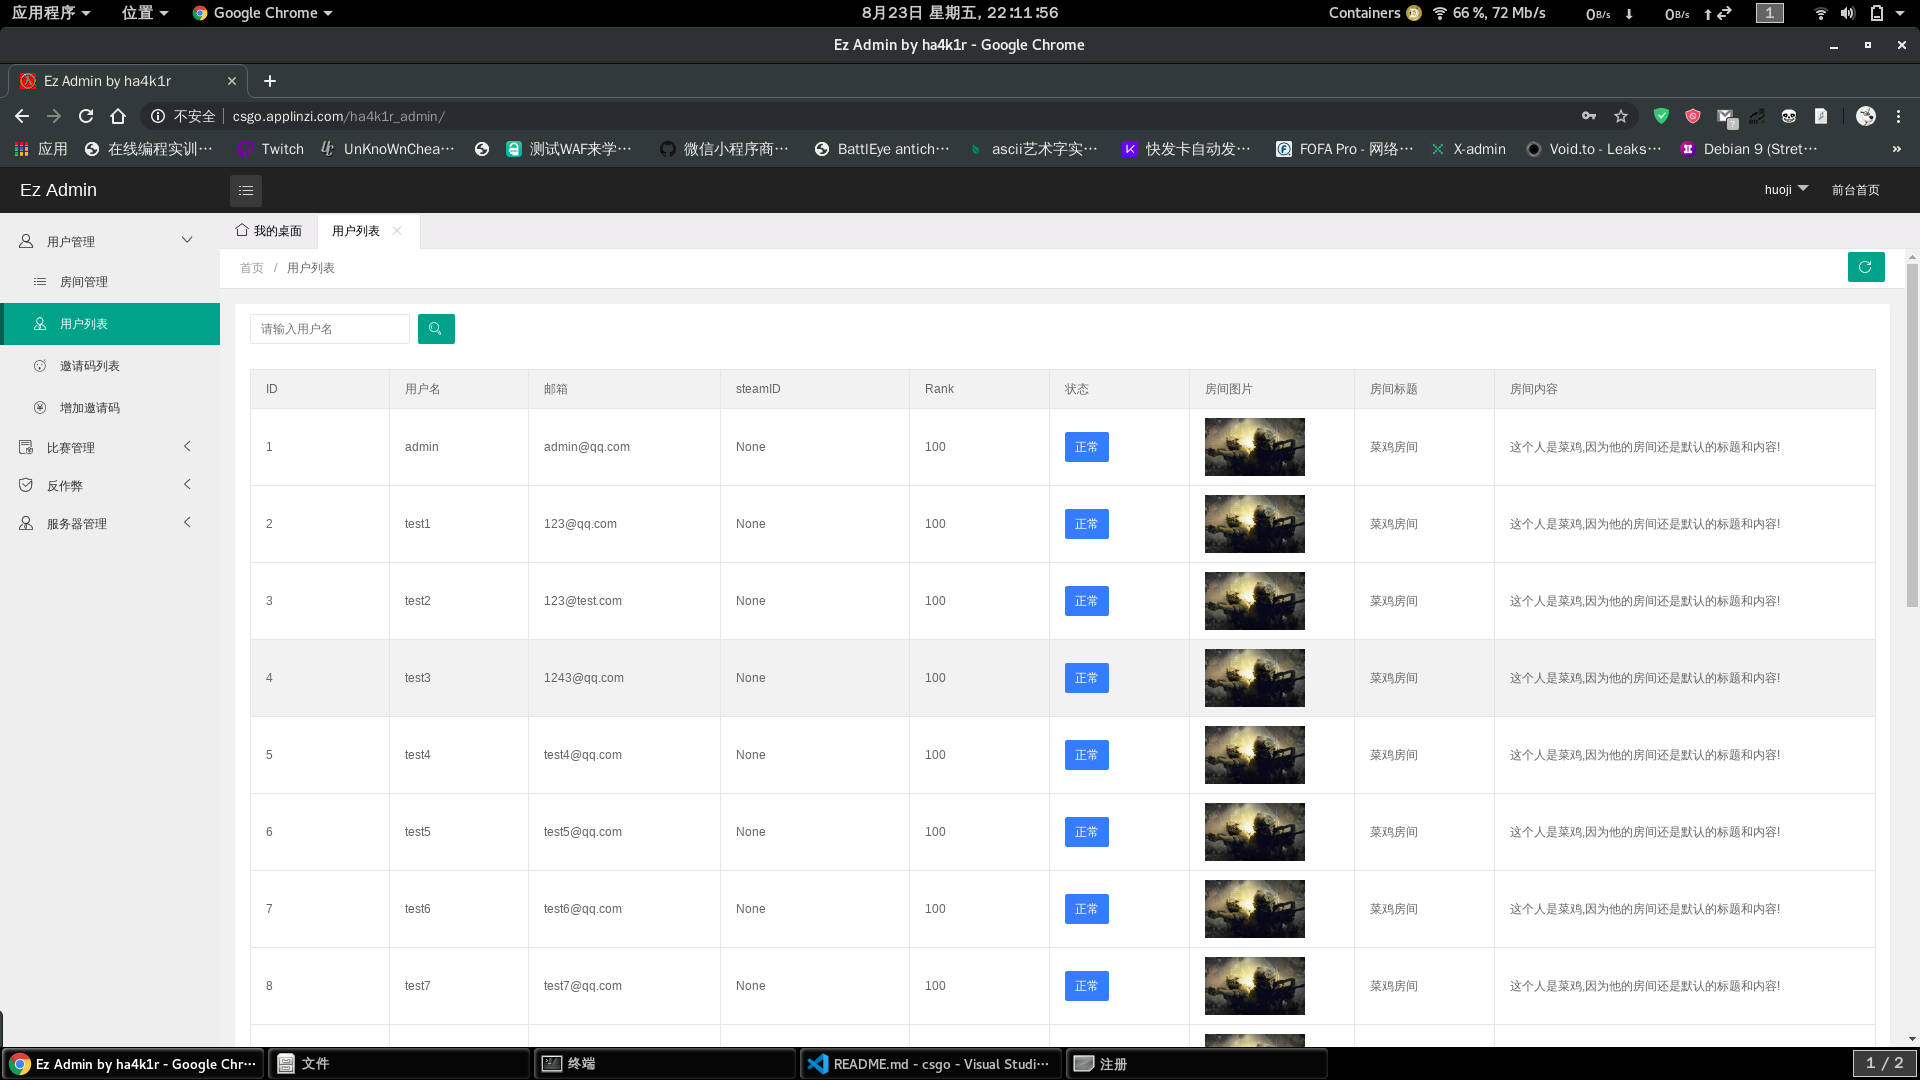 应用程序 位置 Google Chrome 8月23日 星期五, 22:11:56 Containers 66 %, 72 Mb/s 0 B/s 0 B/s 1
Ez Admin by ha4k1r - Google Chrome
Ez Admin by ha4k1r
不安全 csgo.applinzi.com/ha4k1r_admin/
应用 在线编程实训… Twitch UnKnoWnChea… 测试WAF来学… 微信小程序商… BattlEye antich… ascii艺术字实… 快发卡自动发… FOFA Pro - 网络… X-admin Void.to - Leaks… Debian 9 (Stret… »
Ez Admin huoji 前台首页
我的桌面 用户列表
首页 / 用户列表
用户管理
房间管理
用户列表
邀请码列表
增加邀请码
比赛管理
反作弊
服务器管理
请输入用户名
ID 用户名 邮箱 steamID Rank 状态 房间图片 房间标题 房间内容
1 admin admin@qq.com None 100 正常 菜鸡房间 这个人是菜鸡,因为他的房间还是默认的标题和内容!
2 test1 123@qq.com None 100 正常 菜鸡房间 这个人是菜鸡,因为他的房间还是默认的标题和内容!
3 test2 123@test.com None 100 正常 菜鸡房间 这个人是菜鸡,因为他的房间还是默认的标题和内容!
4 test3 1243@qq.com None 100 正常 菜鸡房间 这个人是菜鸡,因为他的房间还是默认的标题和内容!
5 test4 test4@qq.com None 100 正常 菜鸡房间 这个人是菜鸡,因为他的房间还是默认的标题和内容!
6 test5 test5@qq.com None 100 正常 菜鸡房间 这个人是菜鸡,因为他的房间还是默认的标题和内容!
7 test6 test6@qq.com None 100 正常 菜鸡房间 这个人是菜鸡,因为他的房间还是默认的标题和内容!
8 test7 test7@qq.com None 100 正常 菜鸡房间 这个人是菜鸡,因为他的房间还是默认的标题和内容!
Ez Admin by ha4k1r - Google Chr… 文件 终端 README.md - csgo - Visual Studi… 注册 1 / 2